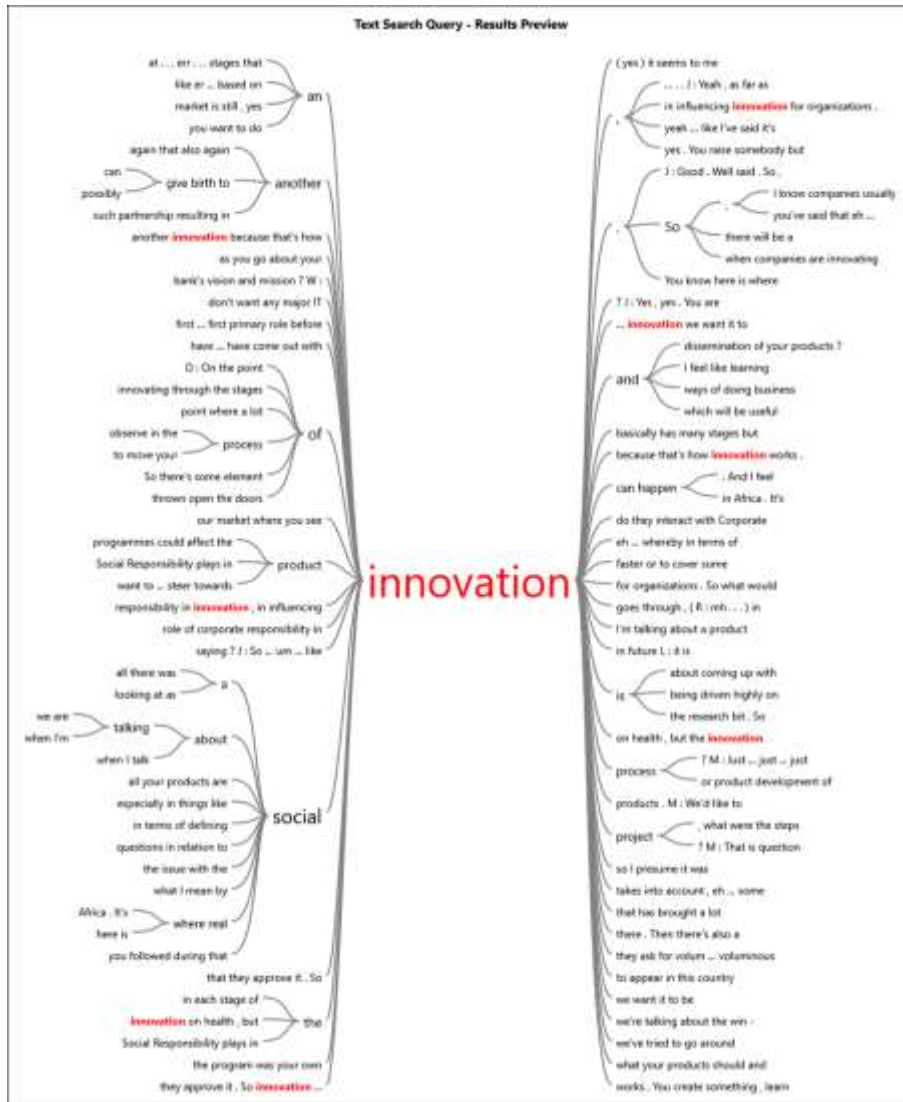 Text Search Query - Results Preview
at . . . err . . . stages that
like er ... based on
market is still , yes
you want to do
an
again that also again
can
possibly
give birth to
such partnership resulting in
another
another innovation because that's how
as you go about your
bank's vision and mission ? W :
don't want any major IT
first ... first primary role before
have ... have come out with
O : On the point
innovating through the stages
point where a lot
observe in the
to move your
process
So there's some element
thrown open the doors
of
our market where you see
programmes could affect the
Social Responsibility plays in
want to ... steer towards
product
responsibility in innovation , in influencing
role of corporate responsibility in
saying ? J : So ... um ... like
all there was
looking at as
a
we are
when I'm
talking
when I talk
about
all your products are
especially in things like
in terms of defining
questions in relation to
the issue with the
what I mean by
Africa . It's
here is
where real
you followed during that
social
that they approve it . So
in each stage of
innovation on health , but
Social Responsibility plays in
the
the program was your own
they approve it . So innovation ...
innovation
( yes ) it seems to me
,
... . . J : Yeah , as far as
in influencing innovation for organizations .
yeah ... like I've said it's
yes . You raise somebody but
.
J : Good . Well said . So ,
So
,
I know companies usually
you've said that eh ...
there will be a
when companies are innovating
You know here is where
? J : Yes , yes . You are
... innovation we want it to
and
dissemination of your products ?
I feel like learning
ways of doing business
which will be useful
basically has many stages but
because that's how innovation works .
can happen
. And I feel
in Africa . It's
do they interact with Corporate
eh ... whereby in terms of
faster or to cover some
for organizations . So what would
goes through , ( R : mh . . . ) in
I'm talking about a product
in future L : it is
is
about coming up with
being driven highly on
the research bit . So
on health , but the innovation
process
? M : Just ... just ... just
or product development of
products . M : We'd like to
project
, what were the steps
? M : That is question
so I presume it was
takes into account , eh ... some
that has brought a lot
there . Then there's also a
they ask for volum ... voluminous
to appear in this country
we want it to be
we're talking about the win -
we've tried to go around
what your products should and
works . You create something , learn